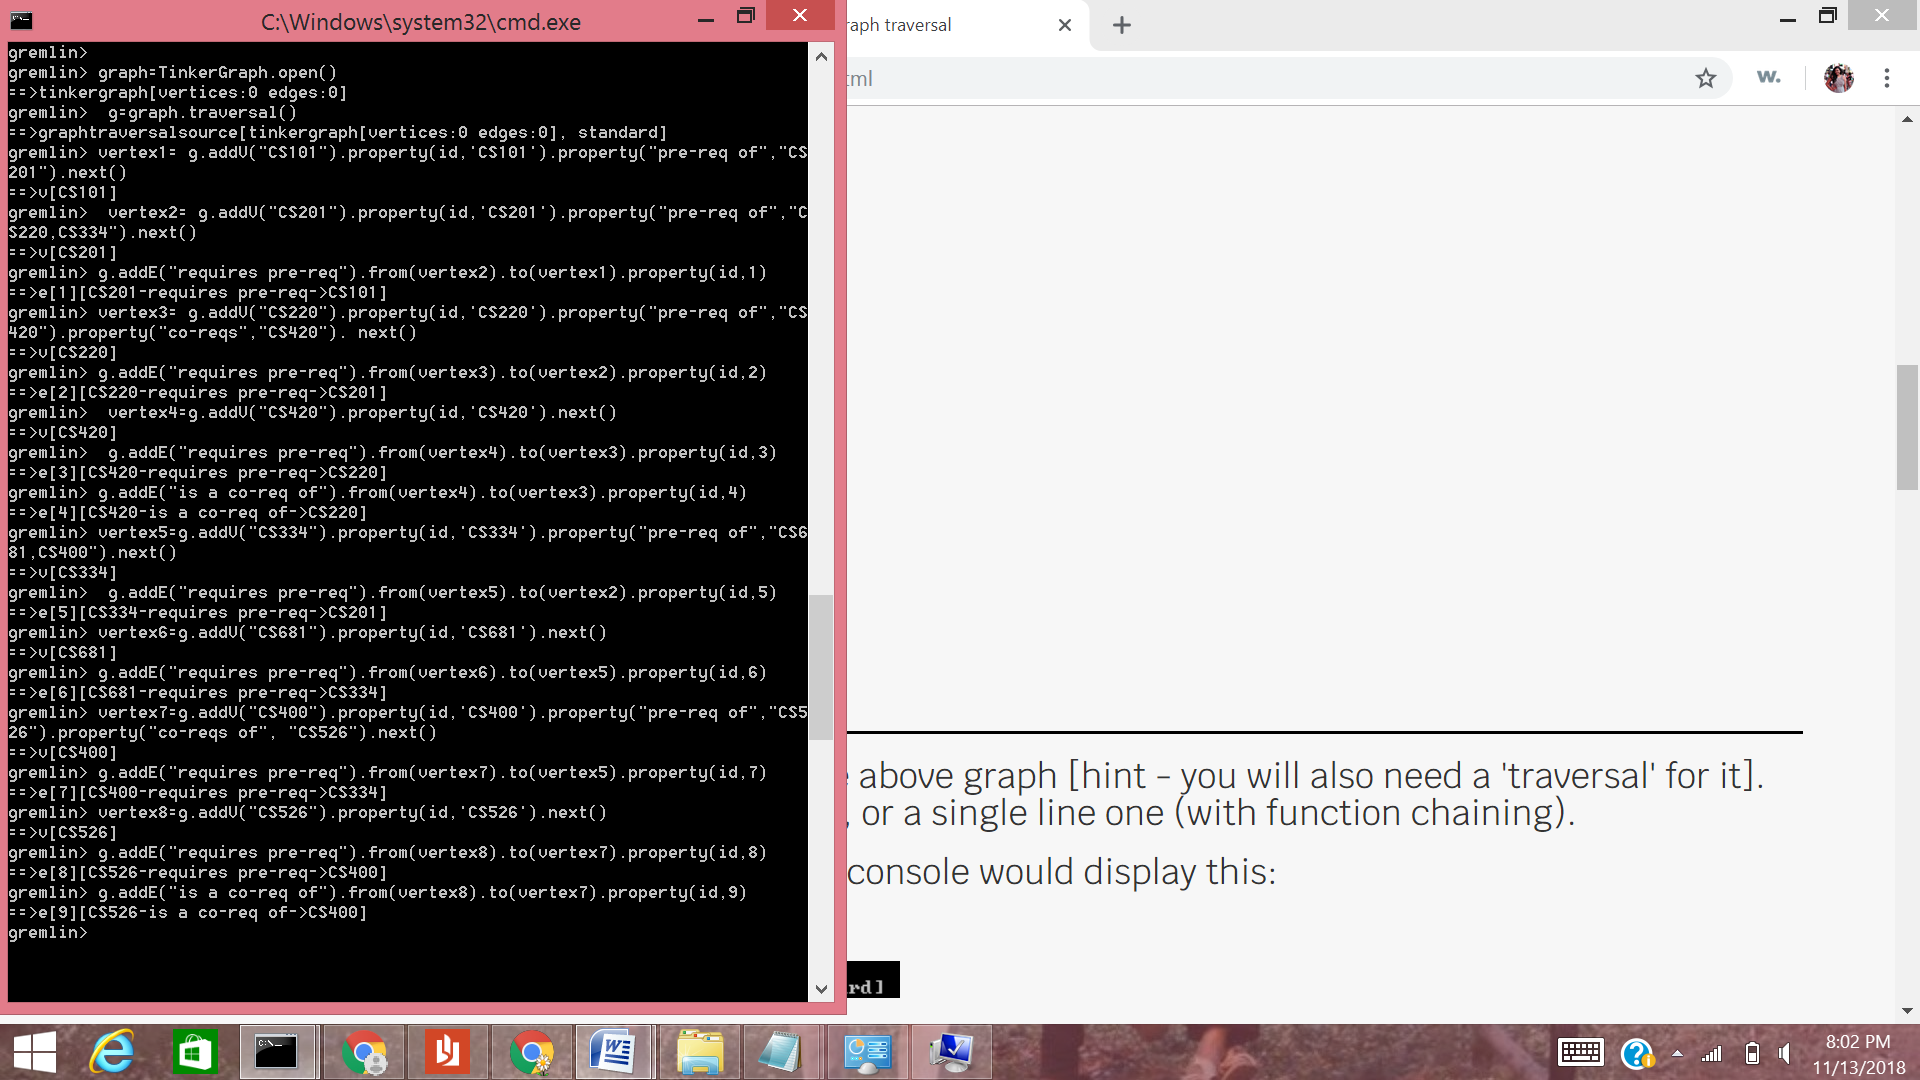 C:\Windows\system32\cmd.exe
gremlin>
gremlin> graph=TinkerGraph.open()
==>tinkergraph[vertices:0 edges:0]
gremlin>  g=graph.traversal()
==>graphtraversalsource[tinkergraph[vertices:0 edges:0], standard]
gremlin> vertex1= g.addV("CS101").property(id,'CS101').property("pre-req of","CS
201").next()
==>v[CS101]
gremlin>  vertex2= g.addV("CS201").property(id,'CS201').property("pre-req of","C
S220,CS334").next()
==>v[CS201]
gremlin> g.addE("requires pre-req").from(vertex2).to(vertex1).property(id,1)
==>e[1][CS201-requires pre-req->CS101]
gremlin> vertex3= g.addV("CS220").property(id,'CS220').property("pre-req of","CS
420").property("co-reqs","CS420"). next()
==>v[CS220]
gremlin> g.addE("requires pre-req").from(vertex3).to(vertex2).property(id,2)
==>e[2][CS220-requires pre-req->CS201]
gremlin>  vertex4=g.addV("CS420").property(id,'CS420').next()
==>v[CS420]
gremlin>  g.addE("requires pre-req").from(vertex4).to(vertex3).property(id,3)
==>e[3][CS420-requires pre-req->CS220]
gremlin> g.addE("is a co-req of").from(vertex4).to(vertex3).property(id,4)
==>e[4][CS420-is a co-req of->CS220]
gremlin> vertex5=g.addV("CS334").property(id,'CS334').property("pre-req of","CS6
81,CS400").next()
==>v[CS334]
gremlin>  g.addE("requires pre-req").from(vertex5).to(vertex2).property(id,5)
==>e[5][CS334-requires pre-req->CS201]
gremlin> vertex6=g.addV("CS681").property(id,'CS681').next()
==>v[CS681]
gremlin> g.addE("requires pre-req").from(vertex6).to(vertex5).property(id,6)
==>e[6][CS681-requires pre-req->CS334]
gremlin> vertex7=g.addV("CS400").property(id,'CS400').property("pre-req of","CS5
26").property("co-reqs of", "CS526").next()
==>v[CS400]
gremlin> g.addE("requires pre-req").from(vertex7).to(vertex5).property(id,7)
==>e[7][CS400-requires pre-req->CS334]
gremlin> vertex8=g.addV("CS526").property(id,'CS526').next()
==>v[CS526]
gremlin> g.addE("requires pre-req").from(vertex8).to(vertex7).property(id,8)
==>e[8][CS526-requires pre-req->CS400]
gremlin> g.addE("is a co-req of").from(vertex8).to(vertex7).property(id,9)
==>e[9][CS526-is a co-req of->CS400]
gremlin>
raph traversal
tml
w.
above graph [hint - you will also need a 'traversal' for it].
, or a single line one (with function chaining).
console would display this:
rd]
8:02 PM
11/13/2018